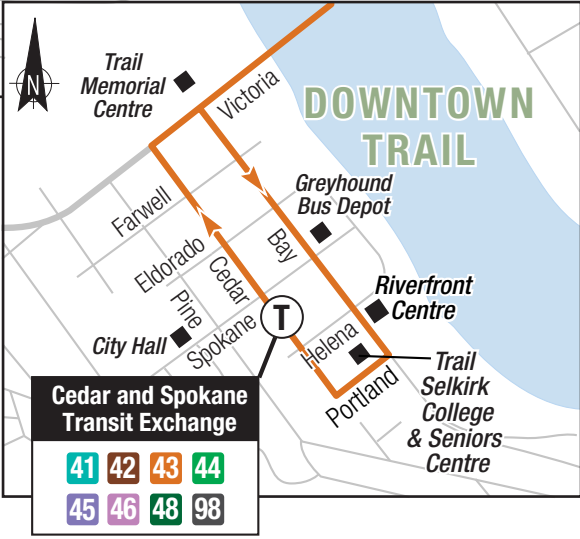 N
Trail
Memorial
Centre
Victoria
DOWNTOWN
TRAIL
Farwell
Greyhound
Bus Depot
Eldorado
Bay
Cedar
Pine
Riverfront
Centre
T
City Hall
Spokane
Helena
Portland
Trail
Selkirk
College
& Seniors
Centre
Cedar and Spokane
Transit Exchange
41 42 43 44
45 46 48 98